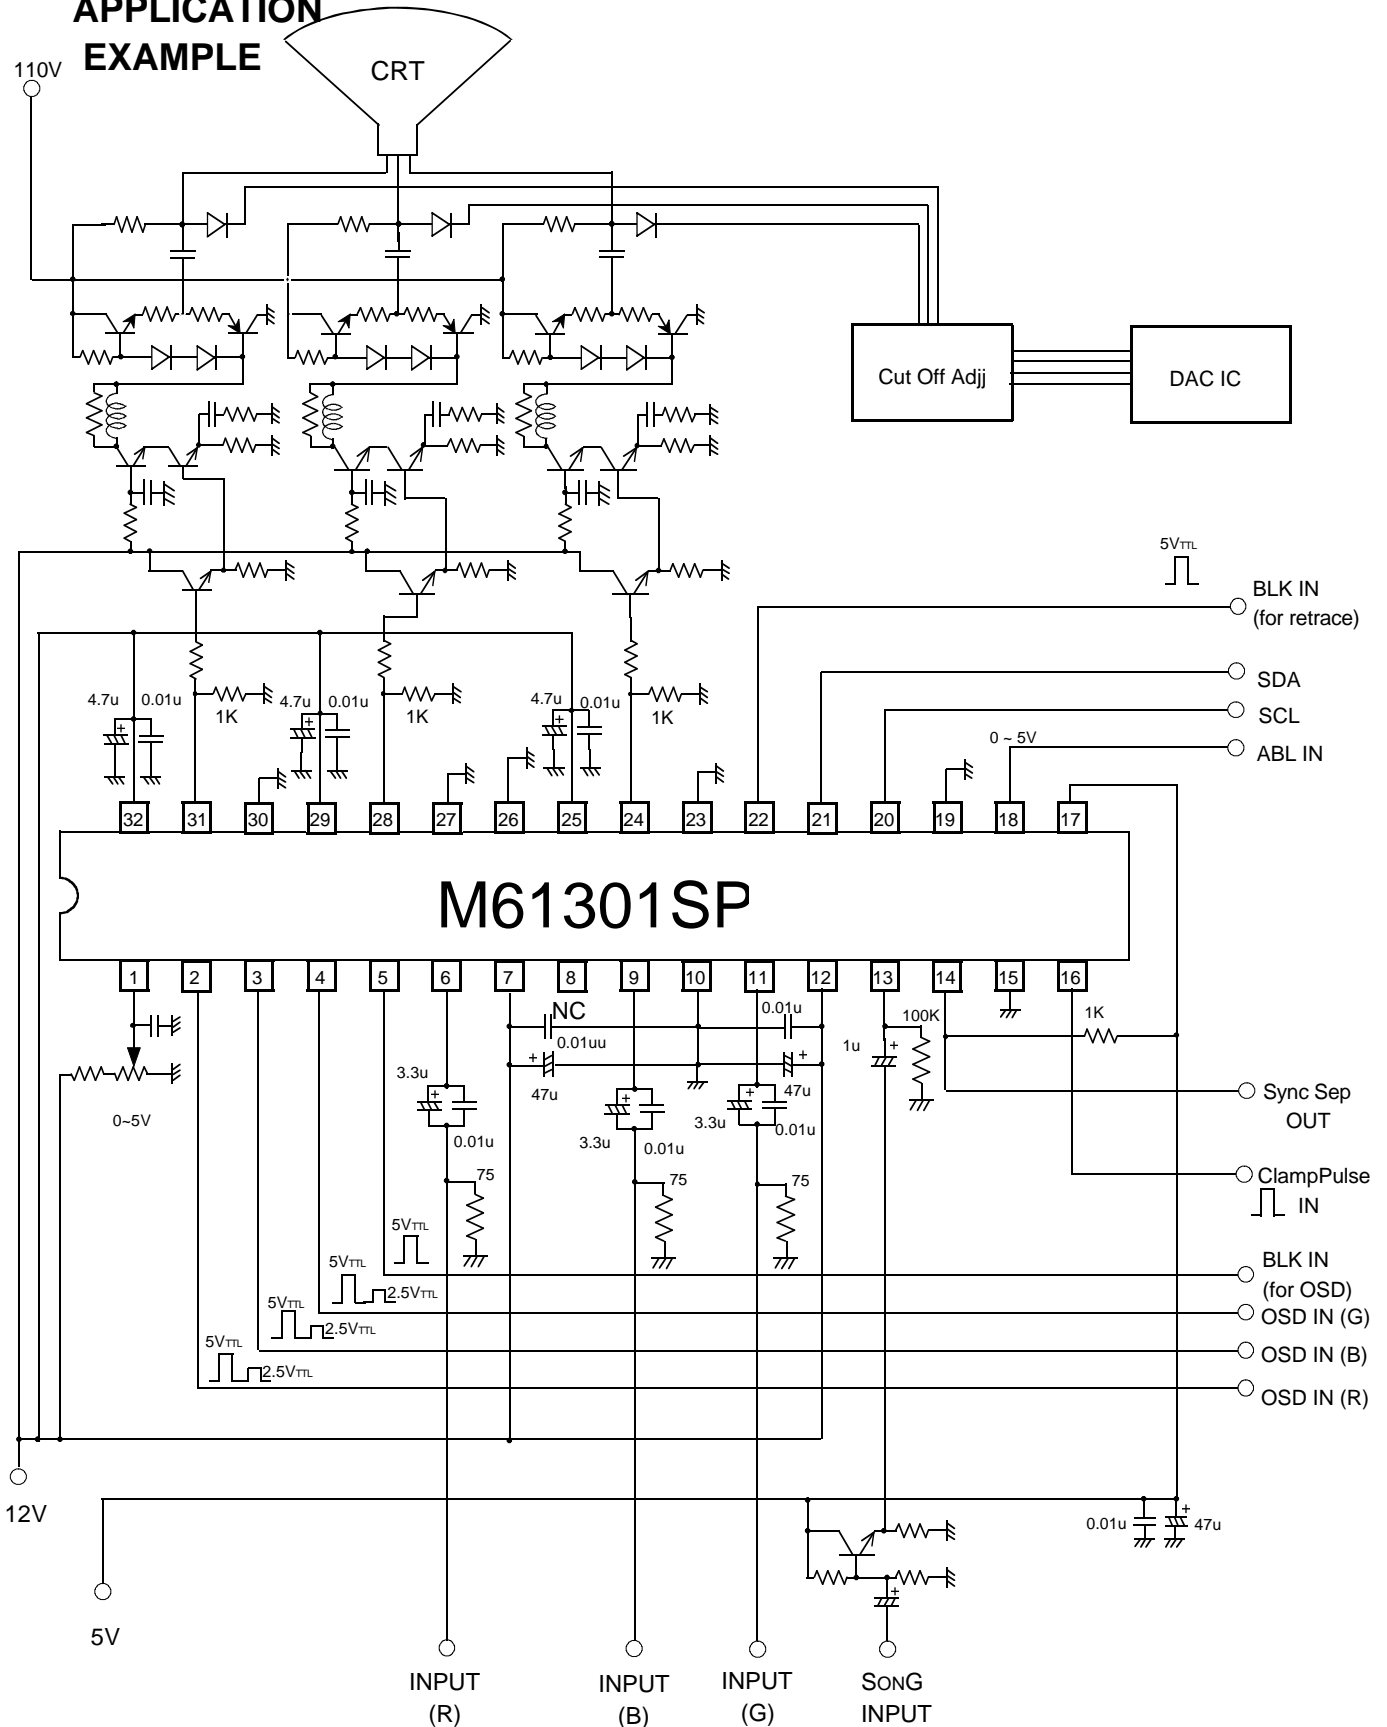 APPLICATION
EXAMPLE
110V
CRT
Cut Off Adjj
DAC IC
5VTTL
BLK IN
(for retrace)
SDA
SCL
0 ~ 5V
ABL IN
4.7u
0.01u
1K
4.7u
0.01u
1K
4.7u
0.01u
1K
32
31
30
29
28
27
26
25
24
23
22
21
20
19
18
17
M61301SP
1
2
3
4
5
6
7
8
9
10
11
12
13
14
15
16
NC
0.01u
0.01uu
100K
1K
1u
3.3u
47u
47u
0~5V
0.01u
3.3u
0.01u
3.3u
0.01u
Sync Sep
OUT
75
75
75
ClampPulse
IN
5VTTL
BLK IN
(for OSD)
5VTTL
2.5VTTL
OSD IN (G)
5VTTL
2.5VTTL
OSD IN (B)
5VTTL
2.5VTTL
OSD IN (R)
12V
0.01u
47u
5V
INPUT
(R)
INPUT
(B)
INPUT
(G)
SONG
INPUT